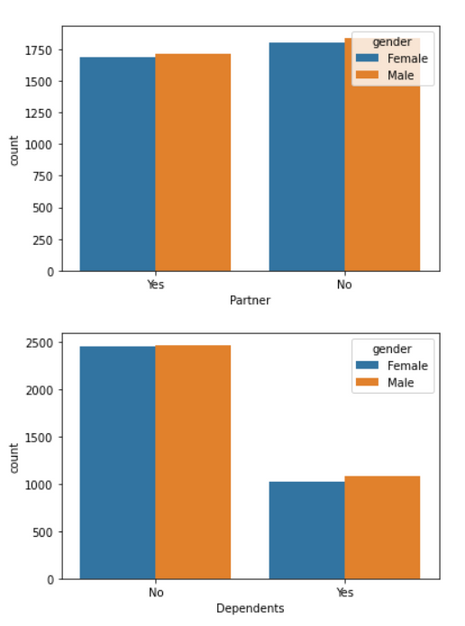 gender
Female
Male
1750
1500
1250
1000
750
500
250
0
count
Yes
No
Partner
gender
Female
Male
2500
2000
1500
1000
500
0
count
No
Yes
Dependents